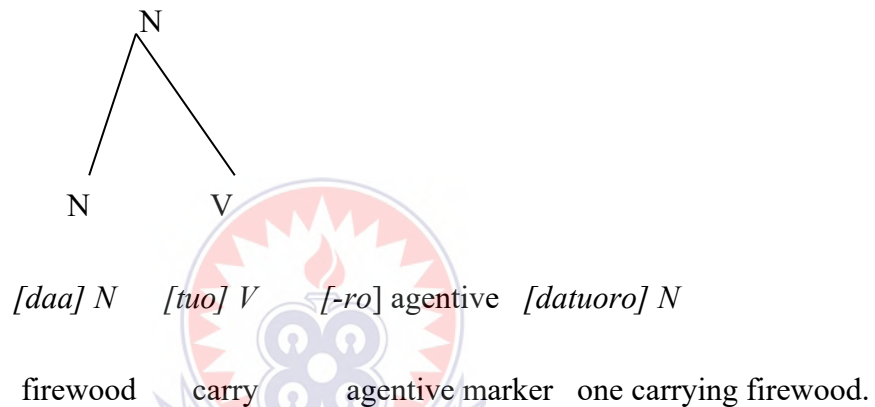 N
N V
[daa] N [tuo] V [-ro] agentive [datuoro] N
firewood carry agentive marker one carrying firewood.